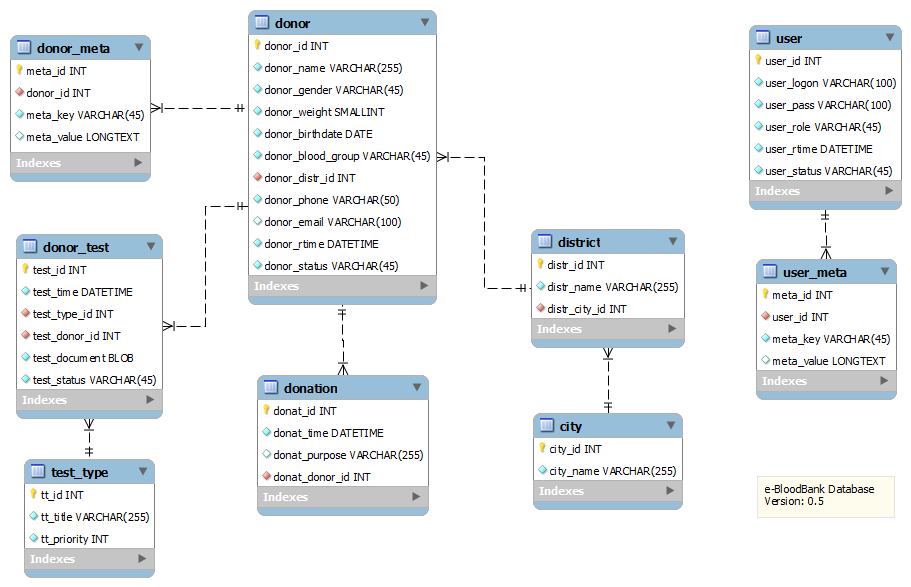 donor_meta
meta_id INT
donor_id INT
meta_key VARCHAR(45)
meta_value LONGTEXT
Indexes
donor
donor_id INT
donor_name VARCHAR(255)
donor_gender VARCHAR(45)
donor_weight SMALLINT
donor_birthdate DATE
donor_blood_group VARCHAR(45)
donor_distr_id INT
donor_phone VARCHAR(50)
donor_email VARCHAR(100)
donor_rtime DATETIME
donor_status VARCHAR(45)
Indexes
user
user_id INT
user_logon VARCHAR(100)
user_pass VARCHAR(100)
user_role VARCHAR(45)
user_rtime DATETIME
user_status VARCHAR(45)
Indexes
donor_test
test_id INT
test_time DATETIME
test_type_id INT
test_donor_id INT
test_document BLOB
test_status VARCHAR(45)
Indexes
district
distr_id INT
distr_name VARCHAR(255)
distr_city_id INT
Indexes
user_meta
meta_id INT
user_id INT
meta_key VARCHAR(45)
meta_value LONGTEXT
Indexes
donation
donat_id INT
donat_time DATETIME
donat_purpose VARCHAR(255)
donat_donor_id INT
Indexes
city
city_id INT
city_name VARCHAR(255)
Indexes
test_type
tt_id INT
tt_title VARCHAR(255)
tt_priority INT
Indexes
e-BloodBank Database
Version: 0.5